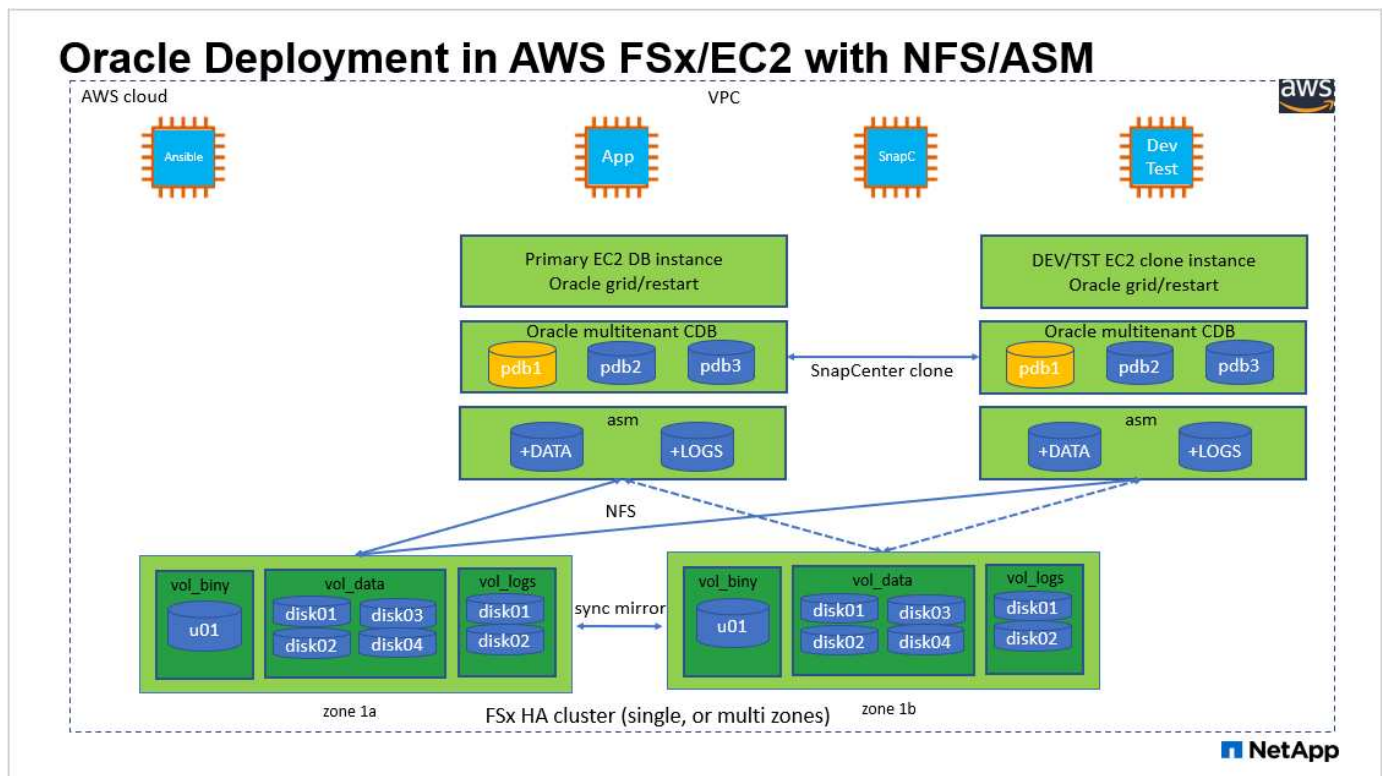 Oracle Deployment in AWS FSx/EC2 with NFS/ASM
AWS cloud
VPC
aws
Ansible
App
SnapC
Dev
Test
Primary EC2 DB instance
Oracle grid/restart
DEV/TST EC2 clone instance
Oracle grid/restart
Oracle multitenant CDB
pdb1
pdb2
pdb3
SnapCenter clone
Oracle multitenant CDB
pdb1
pdb2
pdb3
asm
+DATA
+LOGS
asm
+DATA
+LOGS
NFS
vol_biny
u01
vol_data
disk01
disk03
disk02
disk04
vol_logs
disk01
disk02
sync mirror
vol_biny
u01
vol_data
disk01
disk03
disk02
disk04
vol_logs
disk01
disk02
zone 1a
FSx HA cluster (single, or multi zones)
zone 1b
NetApp